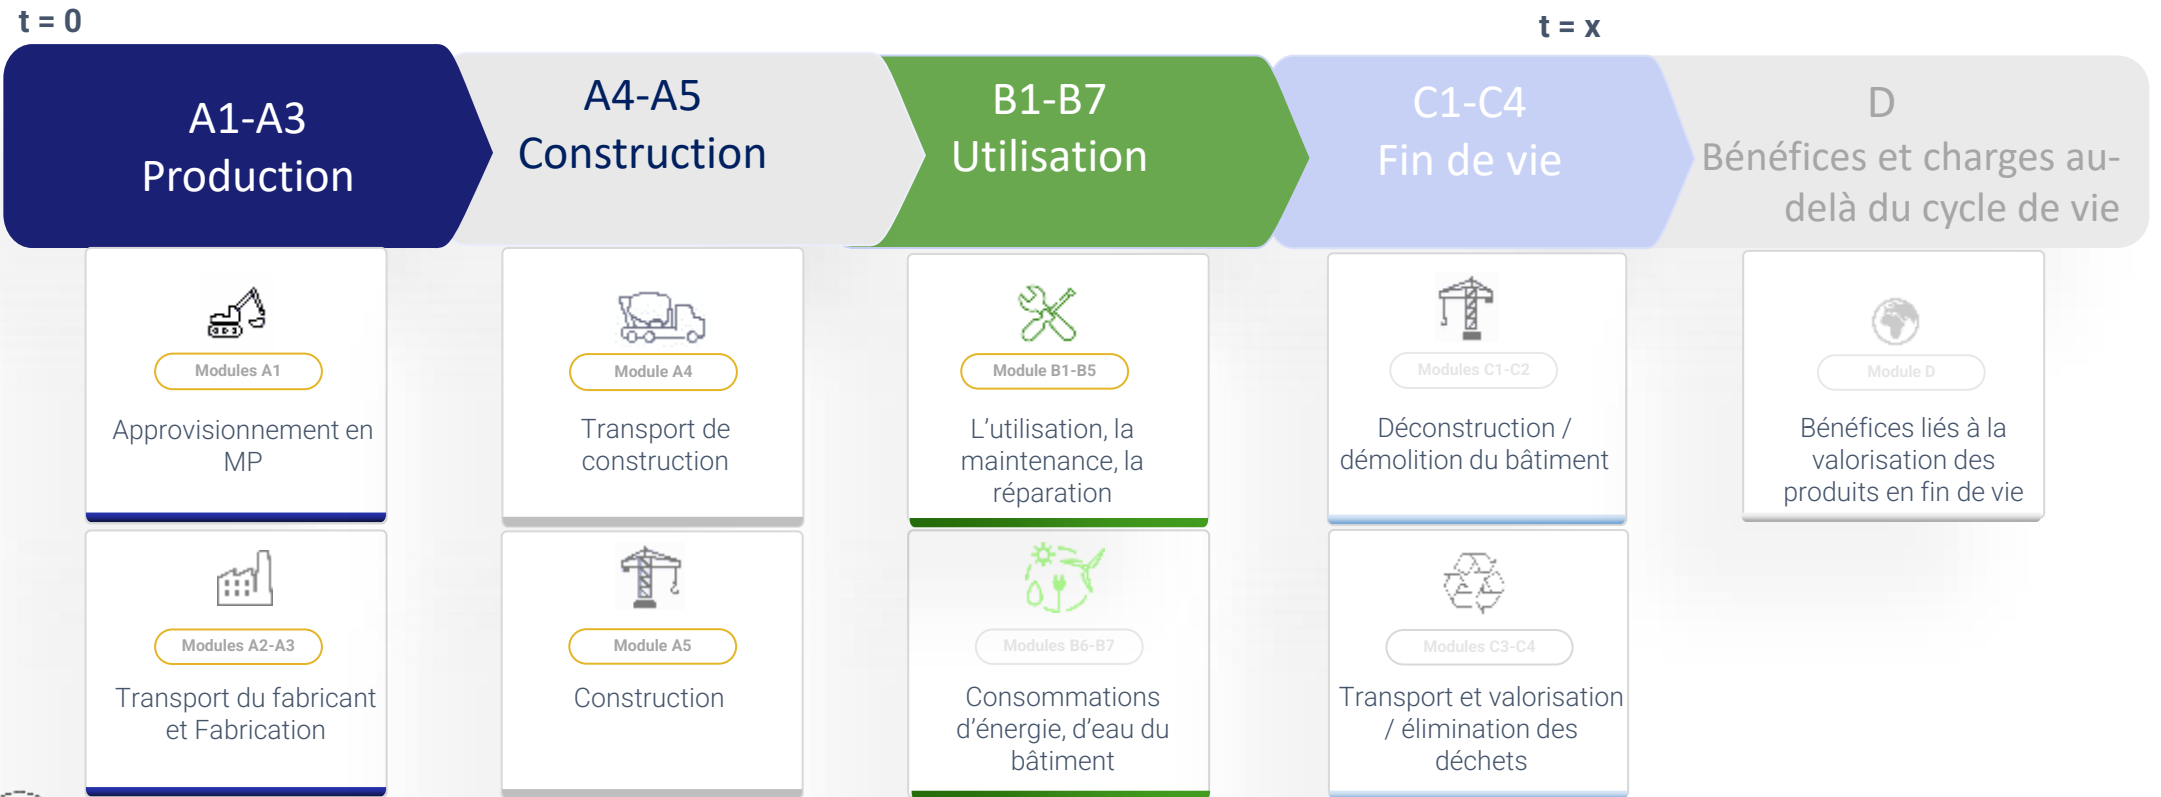 t = 0
t = x
A1-A3
Production
A4-A5
Construction
B1-B7
Utilisation
C1-C4
Fin de vie
D
Bénéfices et charges au-
delà du cycle de vie
Modules A1
Approvisionnement en
MP
Module A4
Transport de
construction
Module B1-B5
L'utilisation, la
maintenance, la
réparation
Modules C1-C2
Déconstruction /
démolition du bâtiment
Module D
Bénéfices liés à la
valorisation des
produits en fin de vie
Modules A2-A3
Transport du fabricant
et Fabrication
Module A5
Construction
Modules B6-B7
Consommations
d'énergie, d'eau du
bâtiment
Modules C3-C4
Transport et valorisation
/ élimination des
déchets